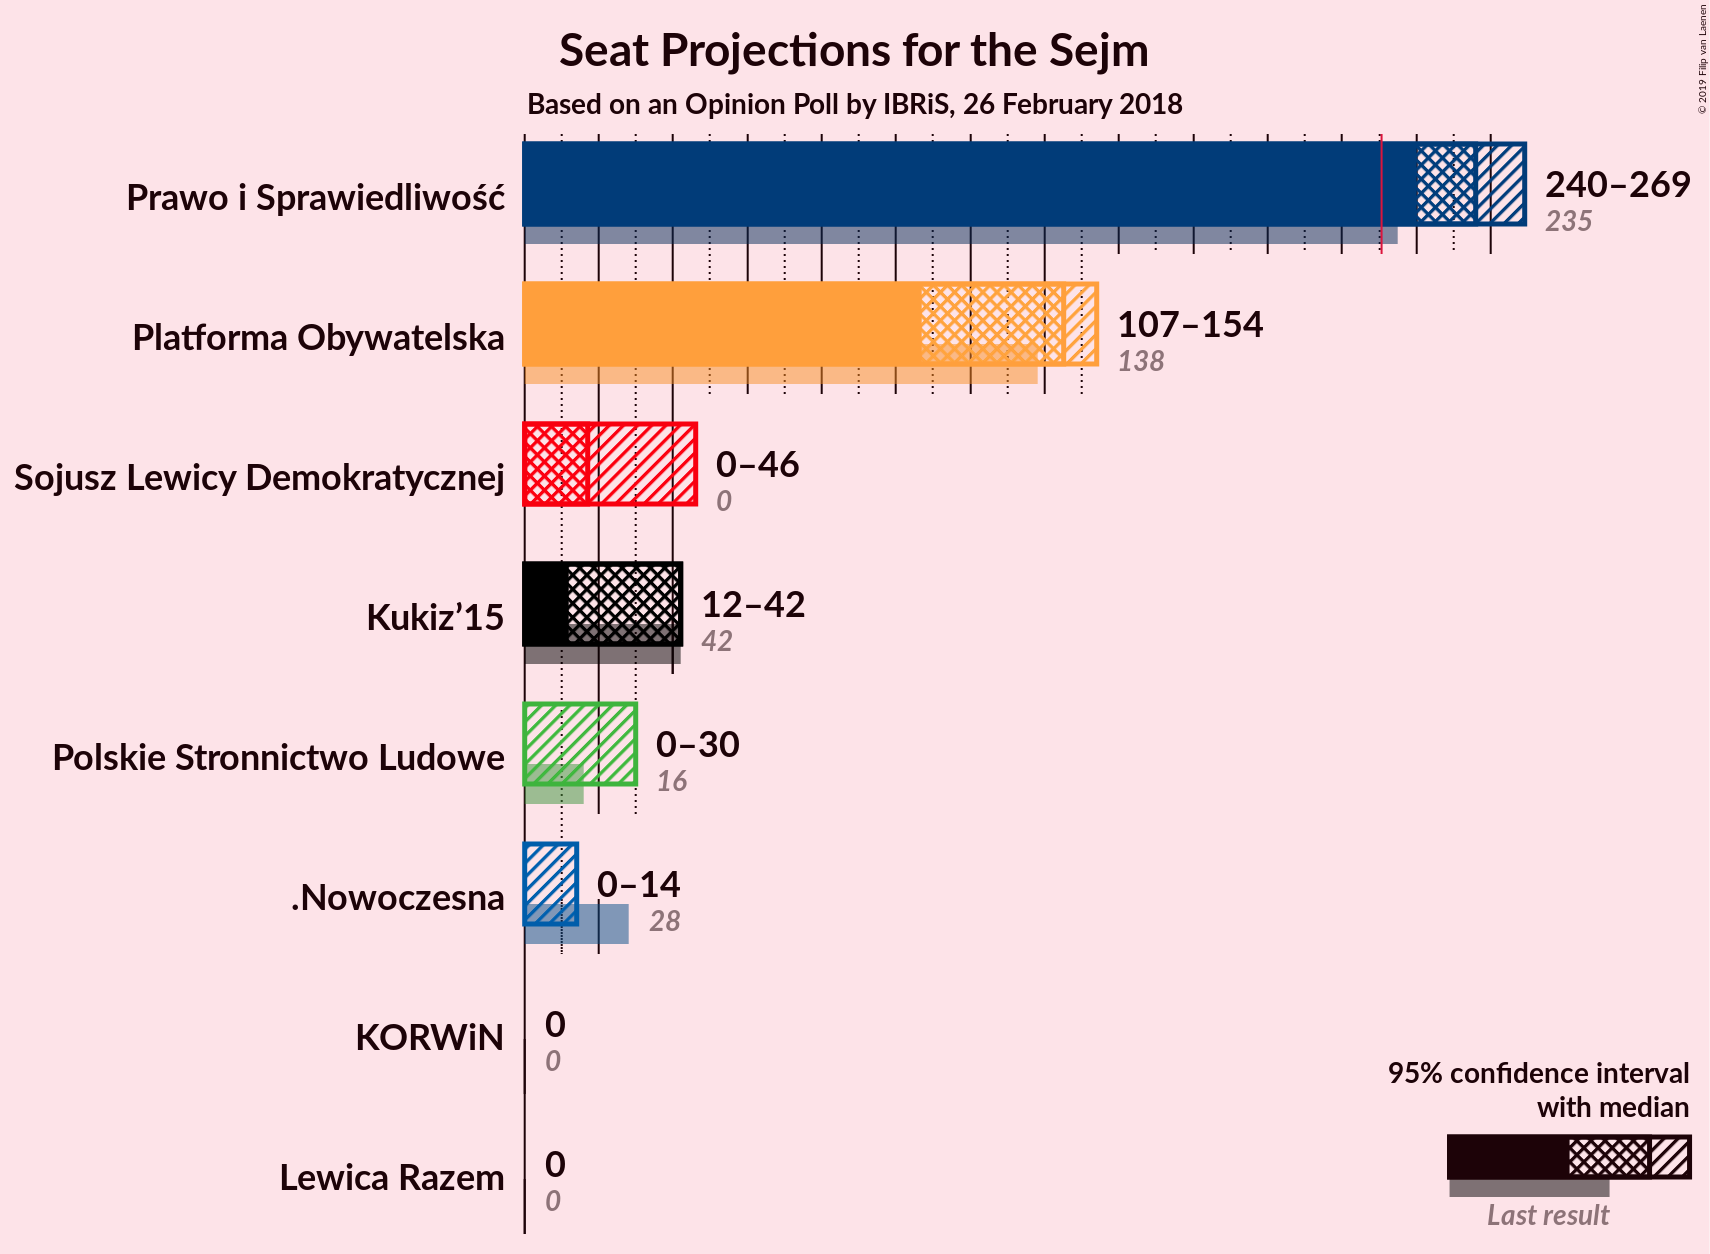 Seat Projections for the Sejm
Based on an Opinion Poll by IBRiS, 26 February 2018
© 2019 Filip van Laenen
Prawo i Sprawiedliwość
240–269
235
Platforma Obywatelska
107–154
138
Sojusz Lewicy Demokratycznej
0–46
0
Kukiz’15
12–42
42
Polskie Stronnictwo Ludowe
0–30
16
.Nowoczesna
0–14
28
KORWiN
0
0
Lewica Razem
0
0
95% confidence interval
with median
Last result